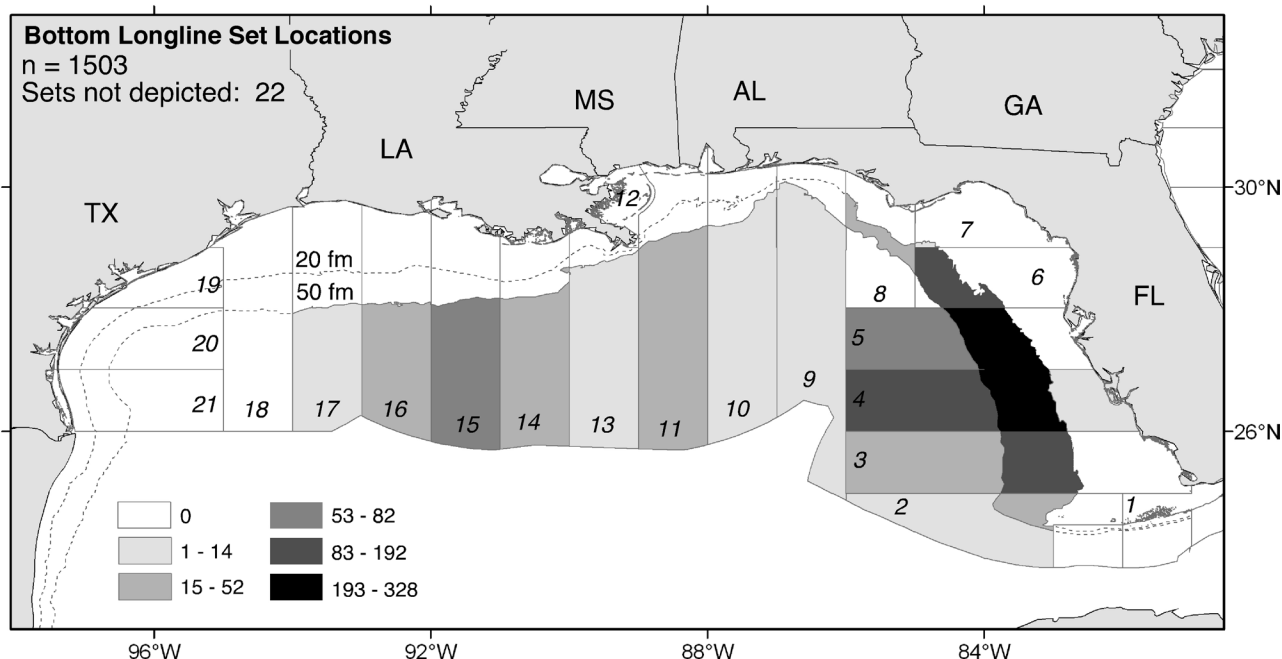 Bottom Longline Set Locations
n = 1503
Sets not depicted: 22
MS
AL
GA
LA
TX
FL
30°N
26°N
12
7
20 fm
50 fm
19
6
8
20
5
9
4
21
18
17
16
15
14
13
11
10
3
2
1
0
1 - 14
15 - 52
53 - 82
83 - 192
193 - 328
96°W
92°W
88°W
84°W